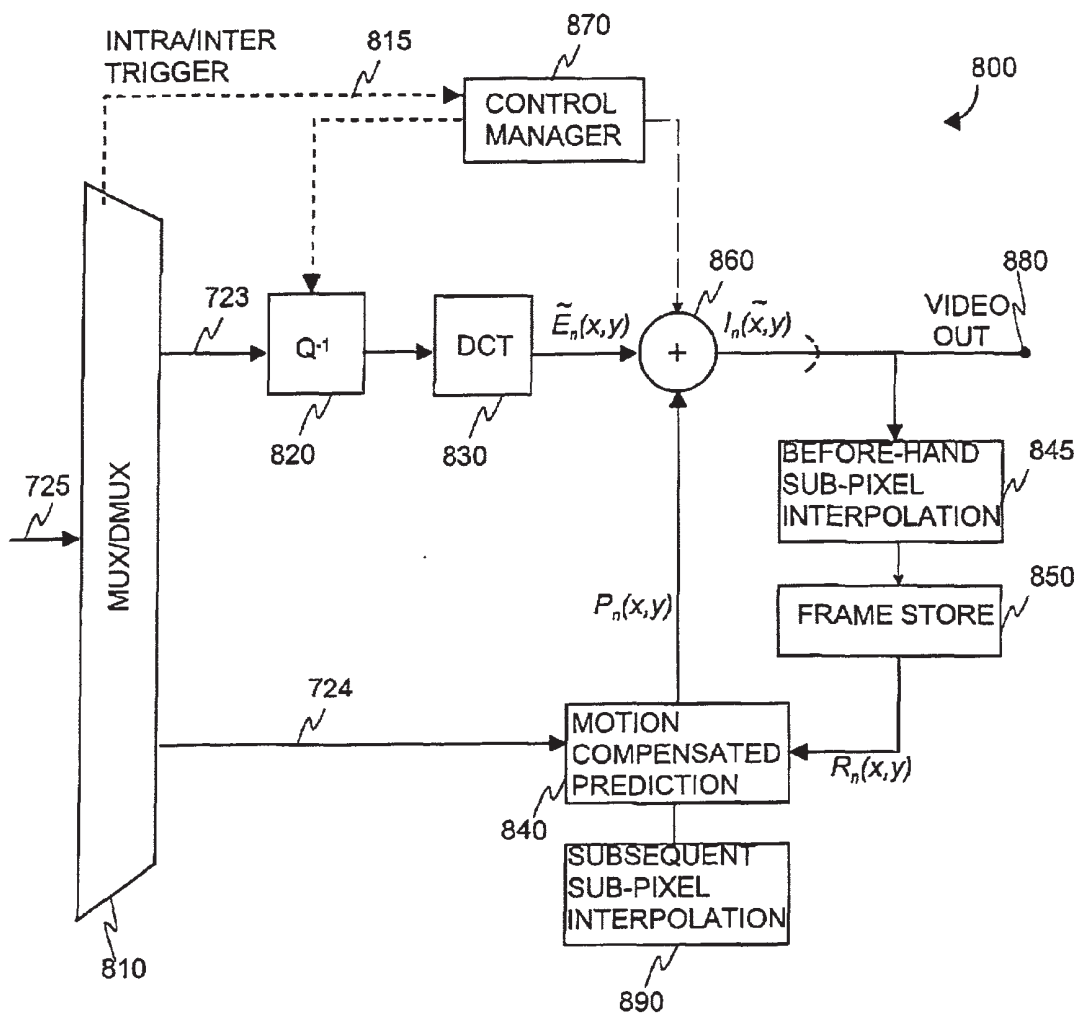 INTRA/INTER
TRIGGER
815
870
800
CONTROL
MANAGER
723
860
880
Q-1
DCT
Ẽn(x,y)
+
In(x̃,y)
VIDEO
OUT
820
830
725
MUX/DMUX
BEFORE-HAND
SUB-PIXEL
INTERPOLATION
845
850
FRAME STORE
Pn(x,y)
724
MOTION
COMPENSATED
PREDICTION
Rn(x,y)
840
SUBSEQUENT
SUB-PIXEL
INTERPOLATION
810
890